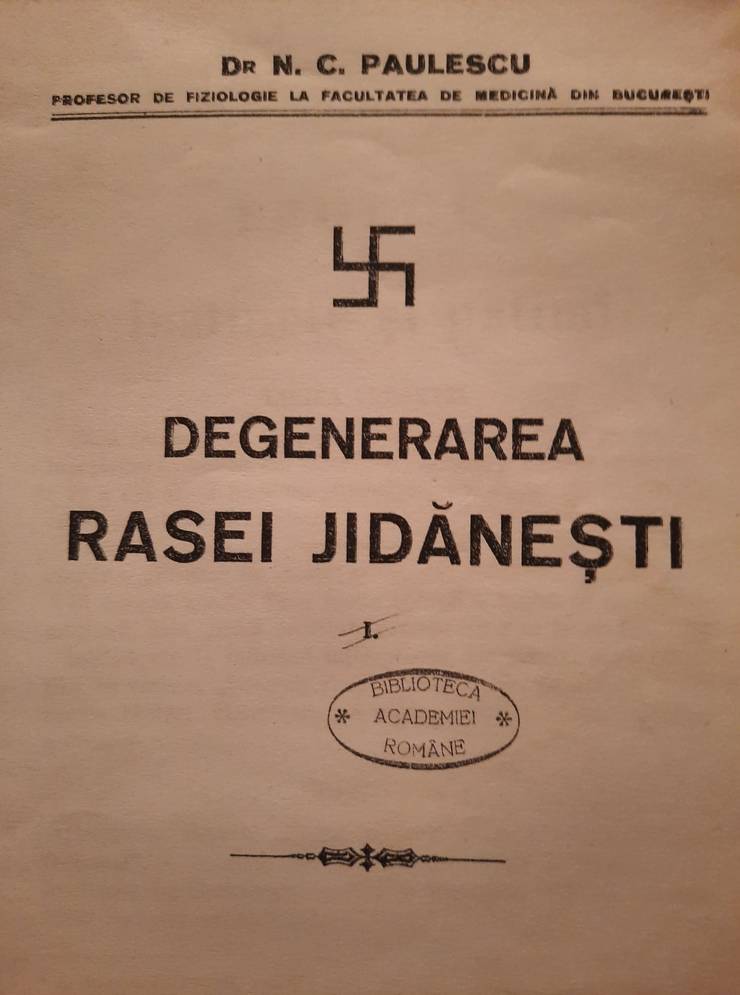 DR N. C. PAULESCU
PROFESOR DE FIZIOLOGIE LA FACULTATEA DE MEDICINĂ DIN BUCUREȘTI
DEGENERAREA
RASEI JIDĂNEȘTI
I.
BIBLIOTECA
* ACADEMIEI *
ROMÂNE